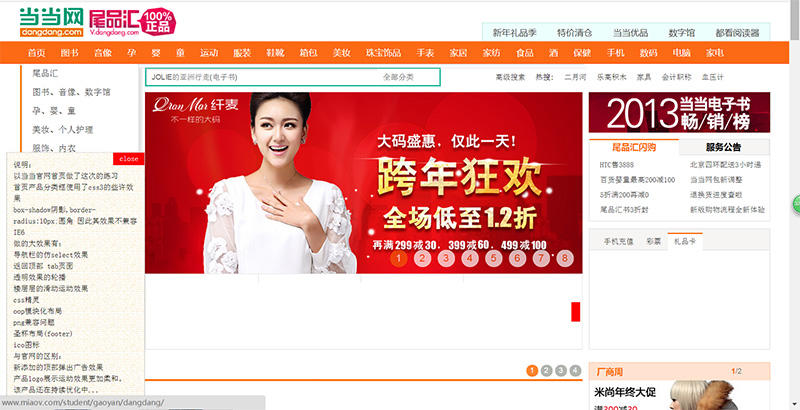 当当网
dangdang.com
尾品汇
V.dangdang.com
100%
正品
新年礼品季 特价清仓 当当优品 数字馆 都看阅读器
首页 图书 音像 孕 婴 童 运动 服装 鞋靴 箱包 美妆 珠宝饰品 手表 家居 家纺 食品 酒 保健 手机 数码 电脑 家电
尾品汇
图书、音像、数字馆
孕、婴、童
美妆、个人护理
服饰、内衣
JOLIE的亚洲行走(电子书) 全部分类
高级搜索 热搜： 二月河 乐高积木 家具 会计职称 血压计
close
说明：
以当当官网首页做了这次的练习
首页产品分类框使用了css3的些许效
果
box-shadow阴影,border-
radius:10px;圆角 因此其效果不兼容
IE6
做的大效果有：
导航栏的仿select效果
返回顶部 tab页面
透明效果的轮播
楼层层的滑动运动效果
css精灵
oop模块化布局
png兼容问题
圣杯布局(footer)
ico图标
与官网的区别：
新添加的顶部弹出广告效果
产品logo展示运动效果更加柔和。
该产品还在持续优化中...
www.miaov.com/student/gaoyan/dangdang/
Qran Mar 纤麦
不一样的大码
大码盛惠，仅此一天！
跨年狂欢
全场低至1.2折
再满299减30、399减60、499减100
1 2 3 4 5 6 7 8
1 2 3 4
2013 当当电子书
畅/销/榜
尾品汇闪购 服务公告
HTC售3888
百货量最高200减100
5折满200再减0
尾品汇书3折封
北京四环配送3小时递
当当网包新调整
退换货进度查啦
新版购物流程全新体验
手机充值 彩票 礼品卡
厂商周 1/2
米尚年终大促
满300减30